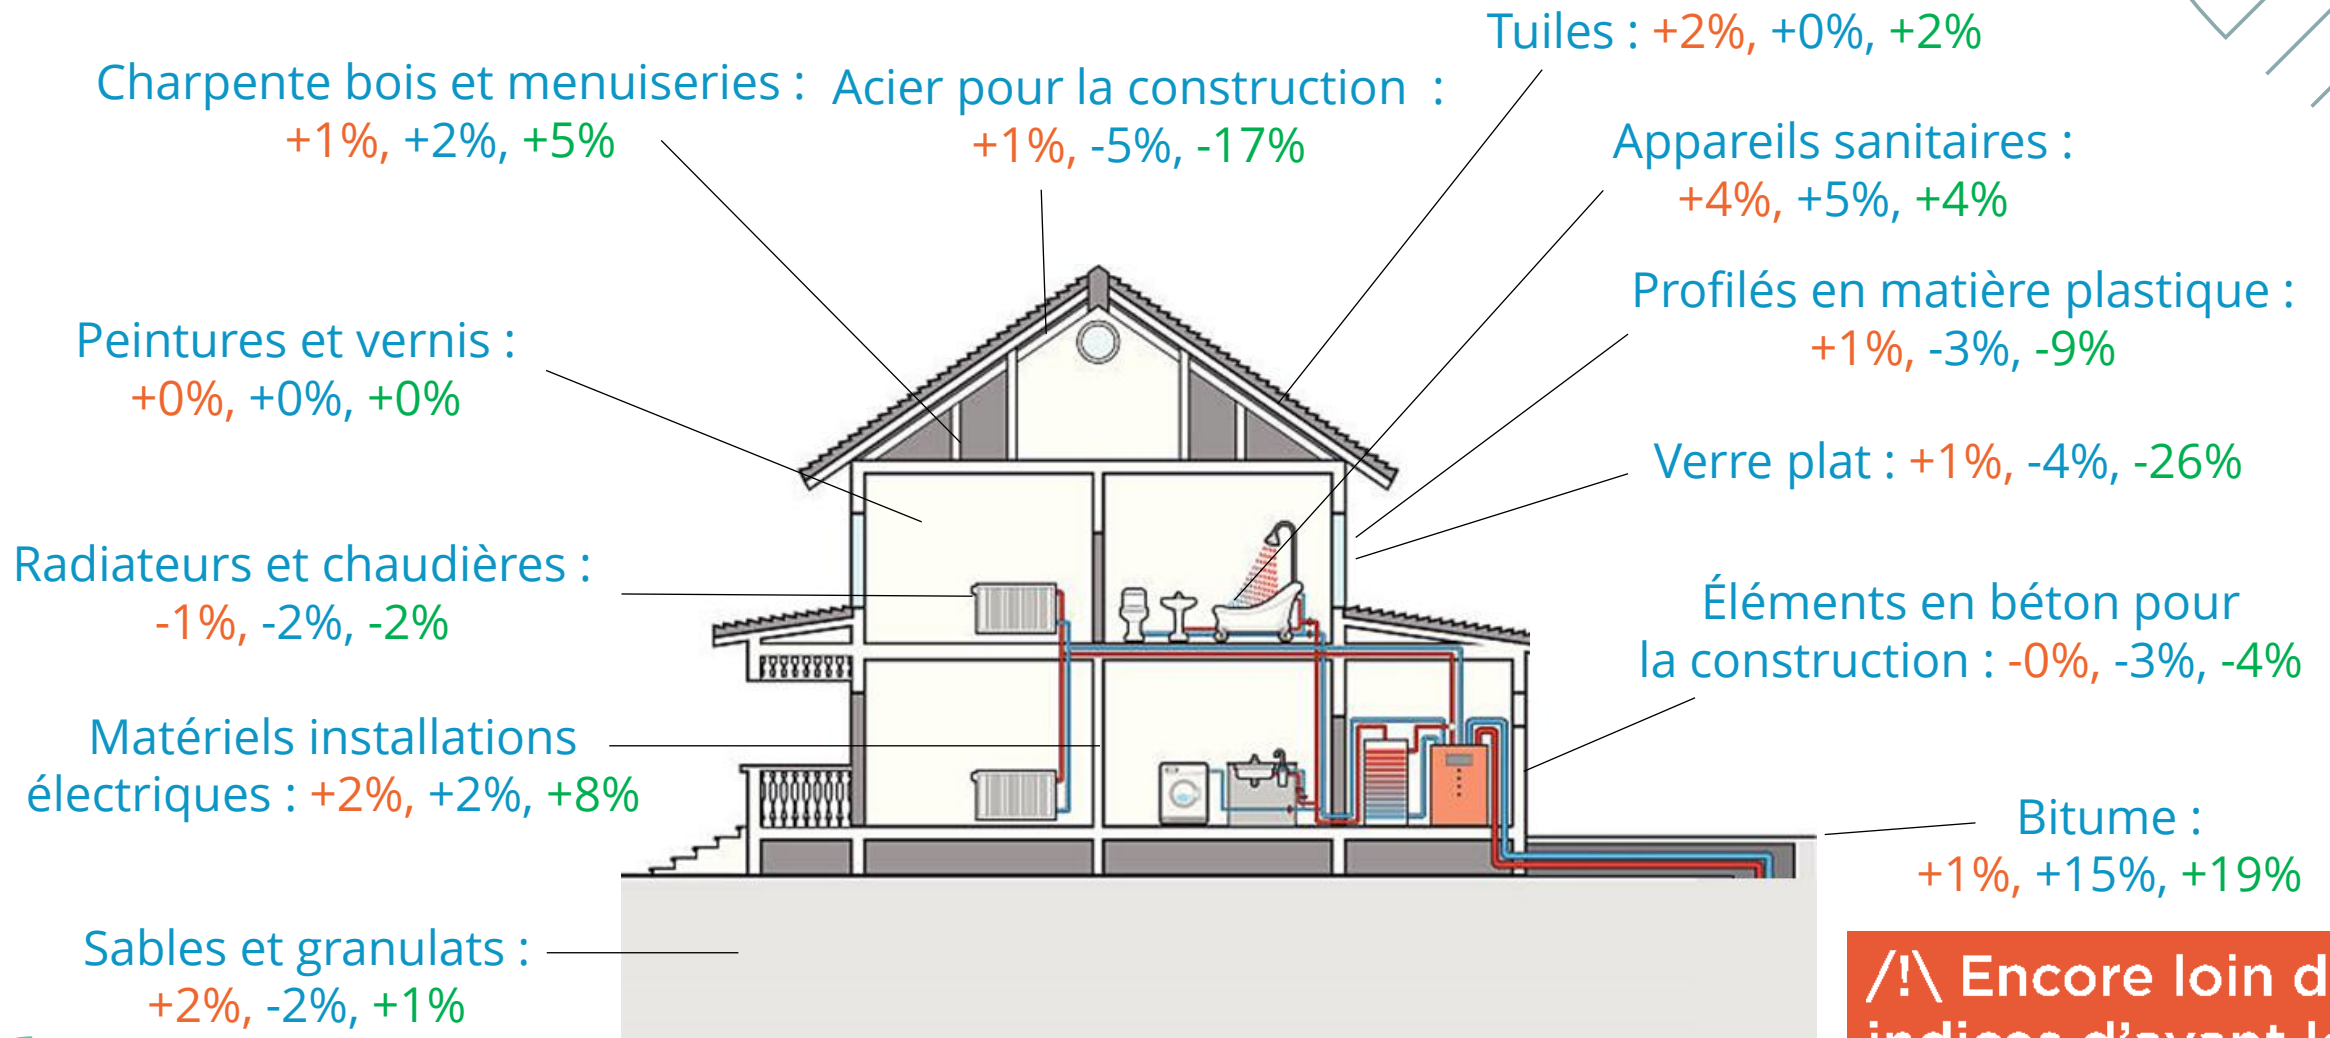 Tuiles : +2%, +0%, +2%
Charpente bois et menuiseries :
+1%, +2%, +5%
Acier pour la construction :
+1%, -5%, -17%
Appareils sanitaires :
+4%, +5%, +4%
Profilés en matière plastique :
+1%, -3%, -9%
Peintures et vernis :
+0%, +0%, +0%
Verre plat : +1%, -4%, -26%
Radiateurs et chaudières :
-1%, -2%, -2%
Éléments en béton pour
la construction : -0%, -3%, -4%
Matériels installations
électriques : +2%, +2%, +8%
Bitume :
+1%, +15%, +19%
Sables et granulats :
+2%, -2%, +1%
/!\ Encore loin d
indices d'avant l